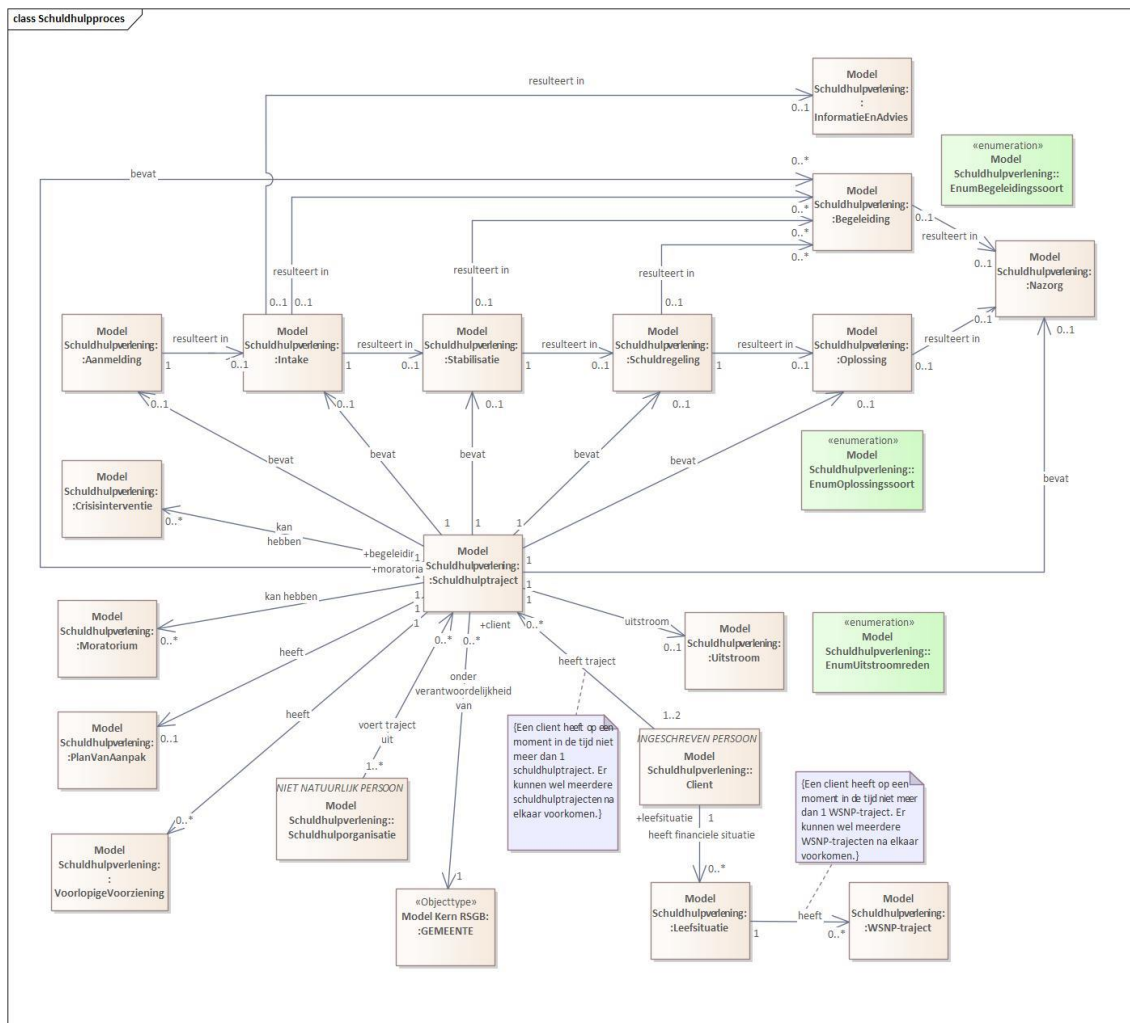 class Schuldhulpproces
resulteert in
0..1
Model
Schuldhulpverlening:
:
InformatieEnAdvies
«enumeration»
Model
Schuldhulpverlening::
EnumBegeleidingssoort
bevat
0..*
Model
Schuldhulpverlening:
:Begeleiding
0..*
0..*
0..*
0..1
resulteert in
0..1
Model
Schuldhulpverlening:
:Nazorg
0..1
resulteert in
0..1
0..1
resulteert in
0..1
resulteert in
0..1
Model
Schuldhulpverlening:
:Aanmelding
resulteert in
1
0..1
Model
Schuldhulpverlening:
:Intake
resulteert in
1
0..1
Model
Schuldhulpverlening:
:Stabilisatie
resulteert in
1
0..1
Model
Schuldhulpverlening:
:Schuldregeling
resulteert in
1
0..1
Model
Schuldhulpverlening:
:Oplossing
resulteert in
0..1
0..1
0..1
0..1
0..1
0..1
0..1
bevat
bevat
bevat
bevat
bevat
bevat
«enumeration»
Model
Schuldhulpverlening::
EnumOplossingssoort
Model
Schuldhulpverlening:
:Crisisinterventie
0..*
kan
hebben
1
1
1
1
+begeleidir
+moratoria
1
1
Model
Schuldhulpverlening:
:Schuldhulptraject
1
1
Model
Schuldhulpverlening:
:Moratorium
0..*
kan hebben
1..
1
1
heeft
+client
0..*
0..*
0..*
1
1
uitstroom
0..1
Model
Schuldhulpverlening:
:Uitstroom
«enumeration»
Model
Schuldhulpverlening::
EnumUitstroomreden
Model
Schuldhulpverlening:
:PlanVanAanpak
0..1
heeft
onder
verantwoordelijkheid
van
heeft traject
voert traject
uit
1..*
1..2
{Een client heeft op een
moment in de tijd niet
meer dan 1
schuldhulptraject. Er
kunnen wel meerdere
schuldhulptrajecten na
elkaar voorkomen.}
INGESCHREVEN PERSOON
Model
Schuldhulpverlening::
Client
{Een client heeft op een
moment in de tijd niet meer
dan 1 WSNP-traject. Er
kunnen wel meerdere
WSNP-trajecten na elkaar
voorkomen.}
NIET NATUURLIJK PERSOON
Model
Schuldhulpverlening::
Schuldhulporganisatie
Model
Schuldhulpverlening:
:
VoorlopigeVoorziening
0..*
+leefsituatie
1
heeft financiele situatie
0..*
1
«Objecttype»
Model Kern RSGB:
:GEMEENTE
Model
Schuldhulpverlening:
:Leefsituatie
1
heeft
0..*
Model
Schuldhulpverlening:
:WSNP-traject